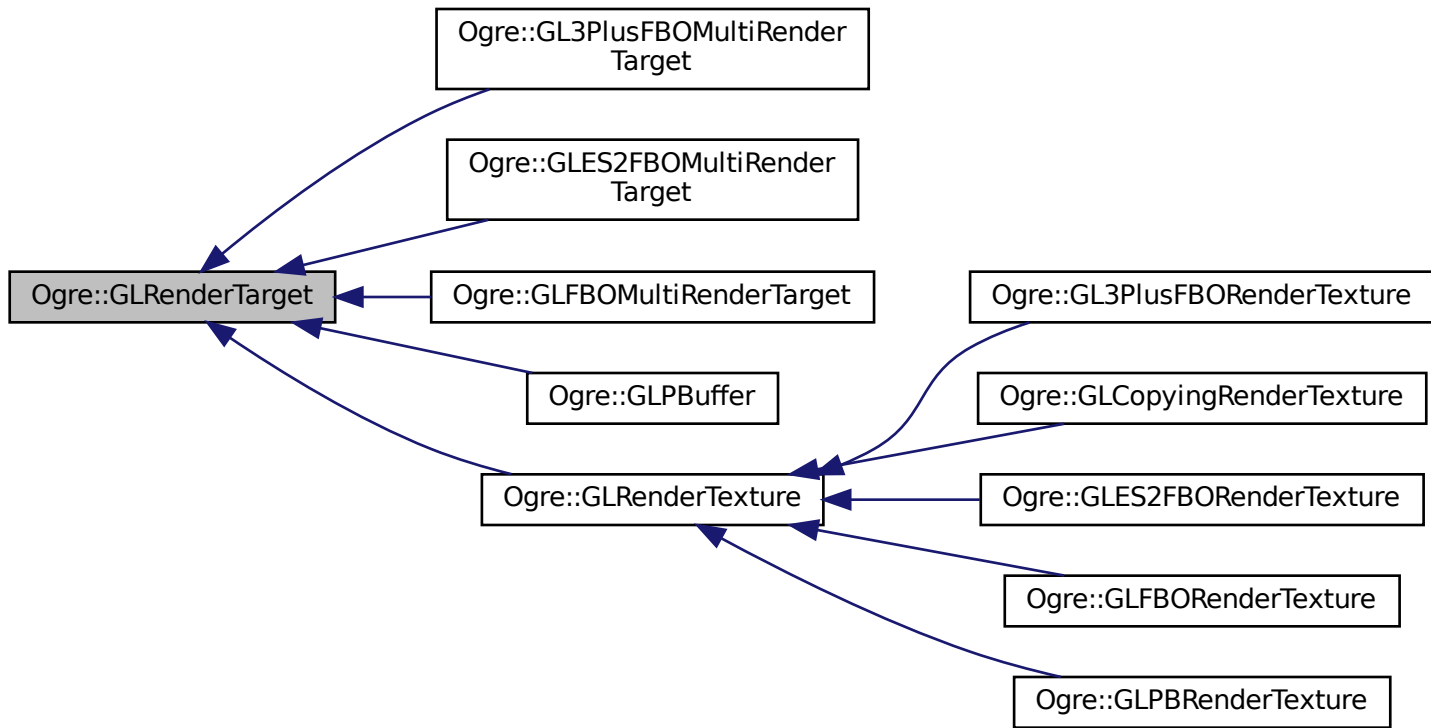 Ogre::GL3PlusFBOMultiRender
Target
Ogre::GLES2FBOMultiRender
Target
Ogre::GLRenderTarget
Ogre::GLFBOMultiRenderTarget
Ogre::GL3PlusFBORenderTexture
Ogre::GLPBuffer
Ogre::GLCopyingRenderTexture
Ogre::GLRenderTexture
Ogre::GLES2FBORenderTexture
Ogre::GLFBORenderTexture
Ogre::GLPBRenderTexture